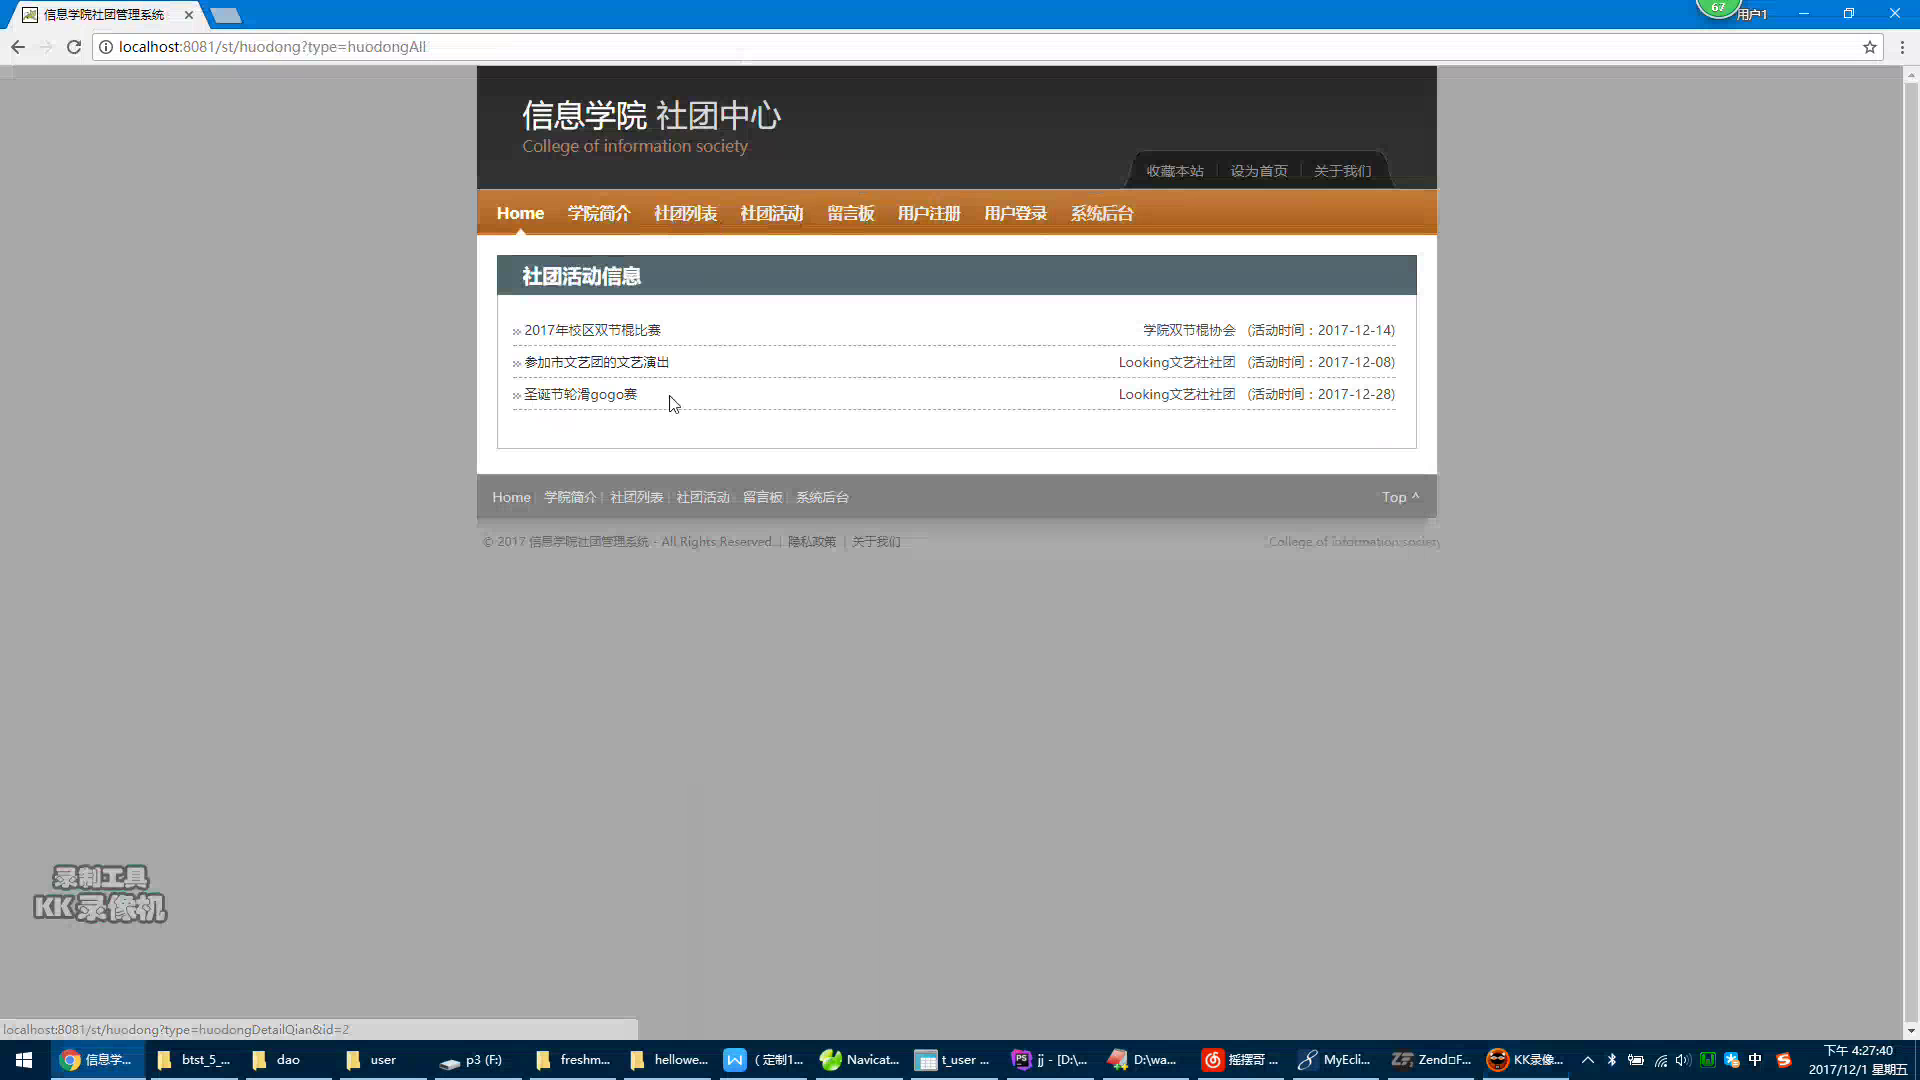 信息学院社团管理系统
67
用户1
localhost:8081/st/huodong?type=huodongAll
信息学院 社团中心
College of information society
收藏本站 设为首页 关于我们
Home 学院简介 社团列表 社团活动 留言板 用户注册 用户登录 系统后台
社团活动信息
2017年校区双节棍比赛 学院双节棍协会 (活动时间：2017-12-14)
参加市文艺团的文艺演出 Looking文艺社社团 (活动时间：2017-12-08)
圣诞节轮滑gogo赛 Looking文艺社社团 (活动时间：2017-12-28)
Home 学院简介 社团列表 社团活动 留言板 系统后台 Top ^
© 2017 信息学院社团管理系统 - All Rights Reserved. | 隐私政策 | 关于我们 College of information society
录制工具
KK录像机
localhost:8081/st/huodong?type=huodongDetailQian&id=2
信息学... btst_5_... dao user p3 (F:) freshm... hellowe... （定制1... Navicat... t_user ... jj - [D:\... D:\wa... 摇摆哥 ... MyEcli... Zend□F... KK录像... 中 下午 4:27:40
2017/12/1 星期五